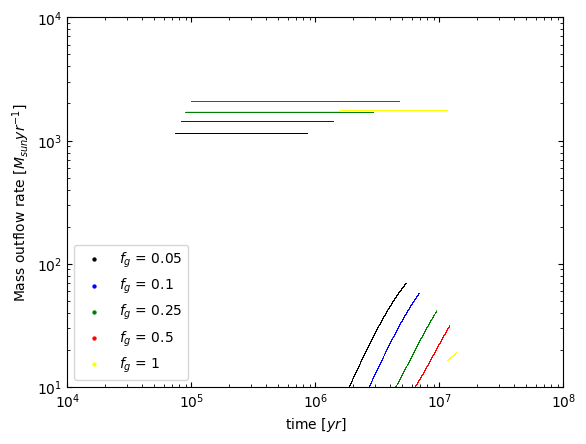 10^4
10^3
10^2
10^1
Mass outflow rate [M_{sun}yr^{-1}]
f_g = 0.05
f_g = 0.1
f_g = 0.25
f_g = 0.5
f_g = 1
10^4 10^5 10^6 10^7 10^8
time [yr]